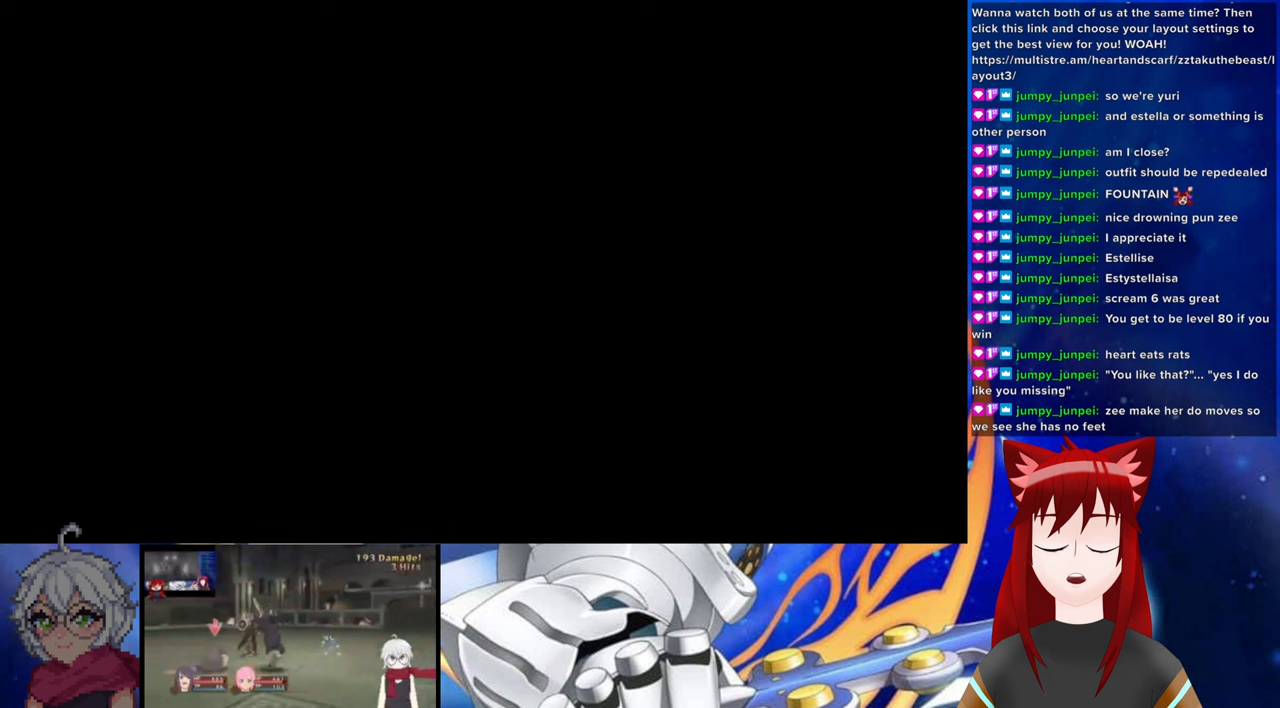 Wanna watch both of us at the same time? Then
click this link and choose your layout settings to
get the best view for you! WOAH!
https://multistre.am/heartandscarf/zztakuthebeast/l
ayout3/
jumpy_junpei: so we're yuri
jumpy_junpei: and estella or something is
other person
jumpy_junpei: am I close?
jumpy_junpei: outfit should be repedealed
jumpy_junpei: FOUNTAIN
jumpy_junpei: nice drowning pun zee
jumpy_junpei: I appreciate it
jumpy_junpei: Estellise
jumpy_junpei: Estystellaisa
jumpy_junpei: scream 6 was great
jumpy_junpei: You get to be level 80 if you
win
jumpy_junpei: heart eats rats
jumpy_junpei: "You like that?"... "yes I do
like you missing"
jumpy_junpei: zee make her do moves so
we see she has no feet
193 Damage!
3 Hits